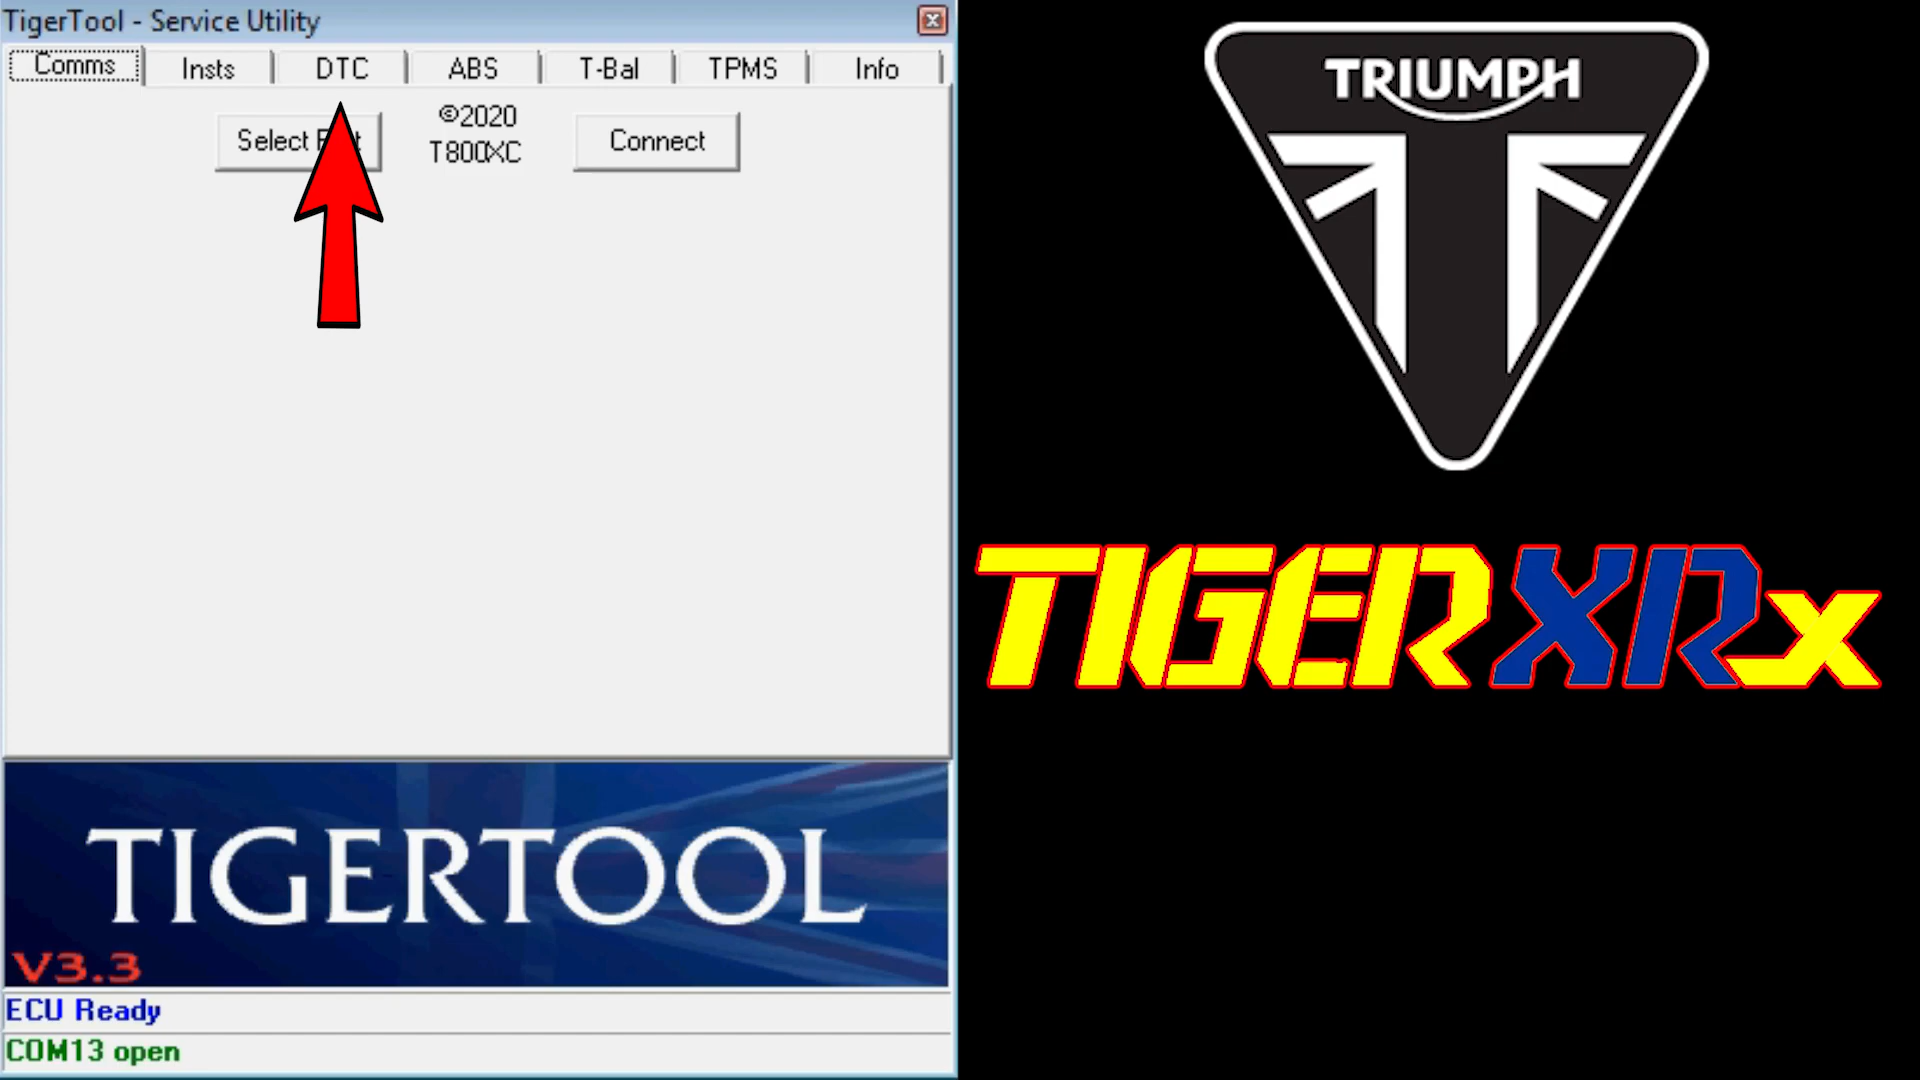 TigerTool - Service Utility
Comms Insts DTC ABS T-Bal TPMS Info
Select
©2020
T800XC
Connect
TIGERTOOL
V3.3
ECU Ready
COM13 open
TRIUMPH
TIGER XRx